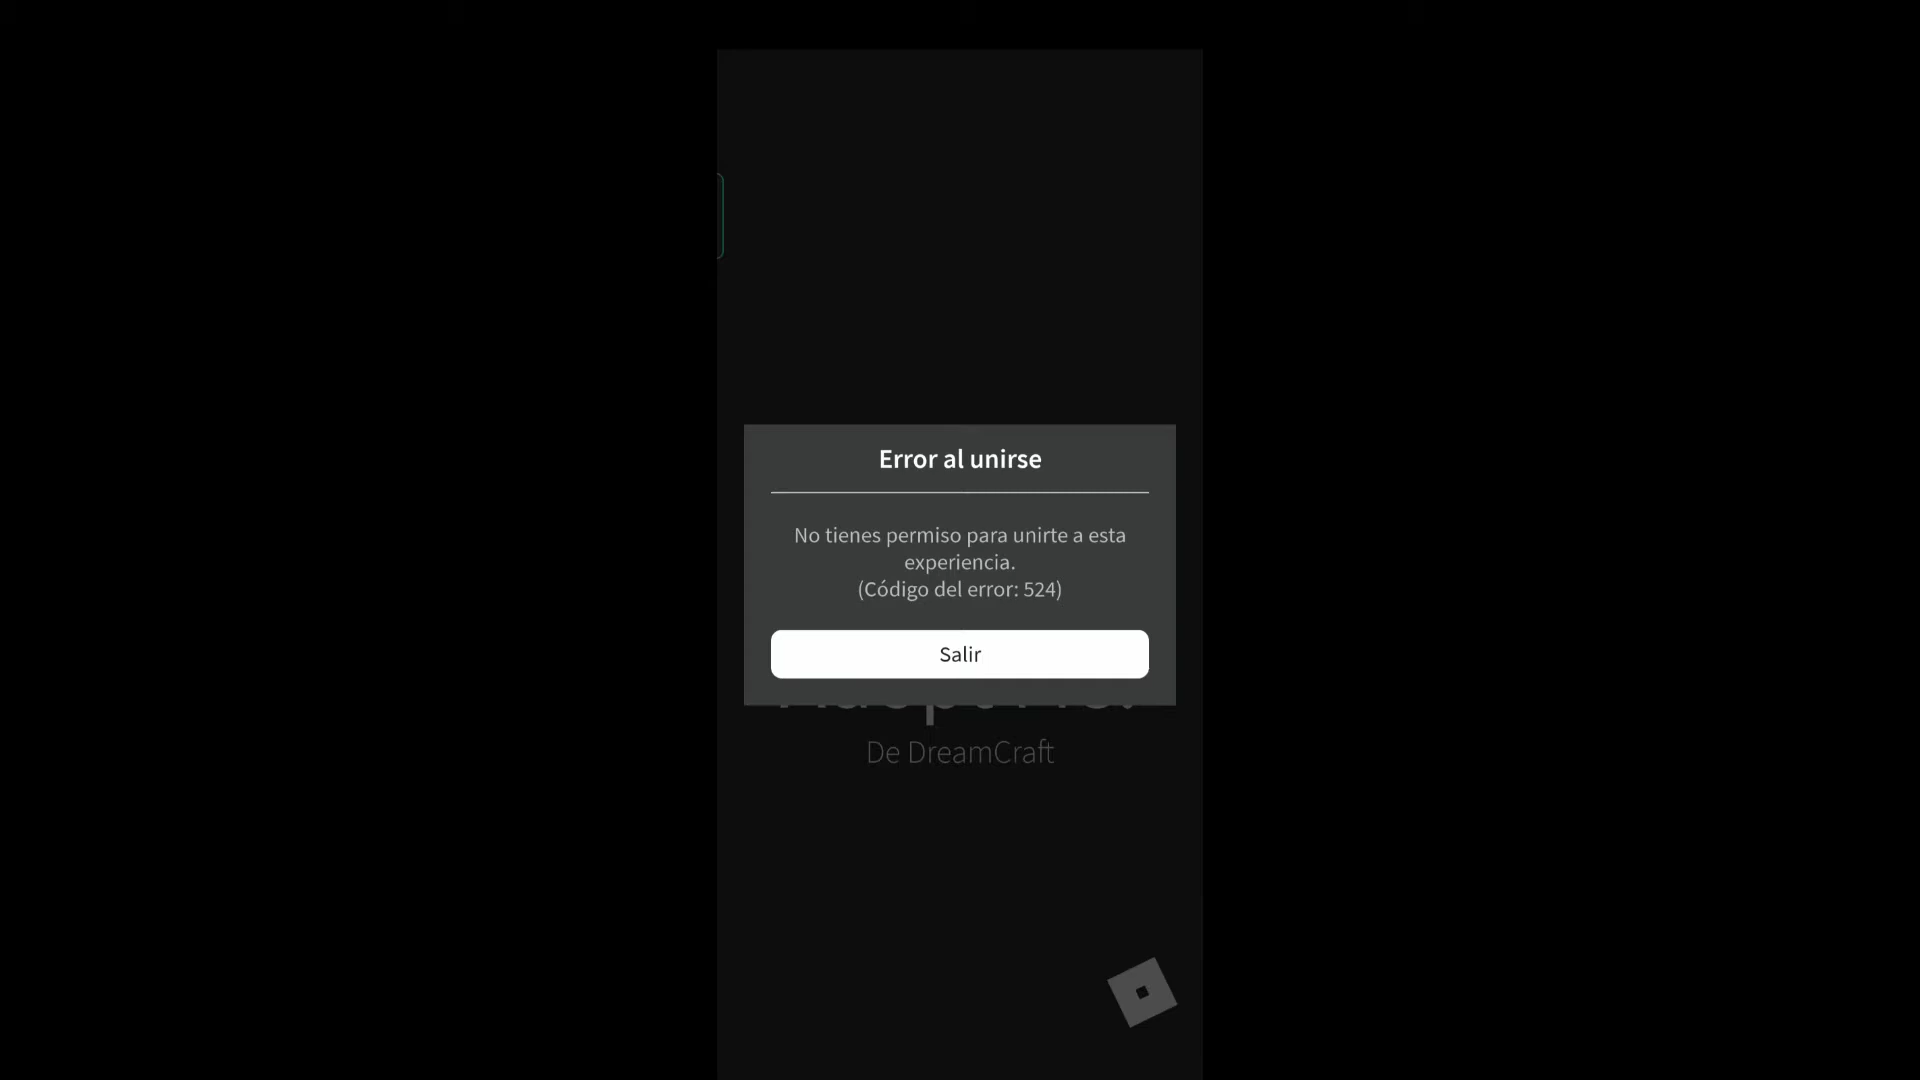 Error al unirse
No tienes permiso para unirte a esta
experiencia.
(Código del error: 524)
Salir
De DreamCraft